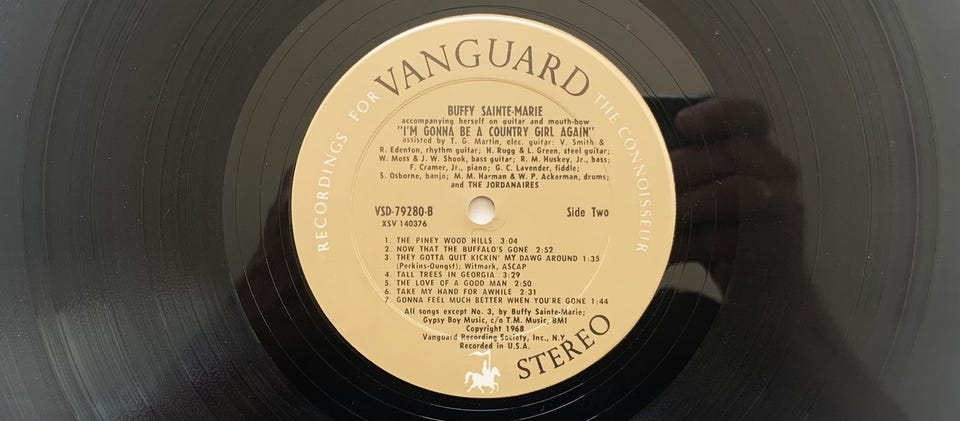 VANGUARD
RECORDINGS FOR THE CONNOISSEUR
BUFFY SAINTE-MARIE
accompanying herself on guitar and mouth-bow
"I'M GONNA BE A COUNTRY GIRL AGAIN"
assisted by T. G. Martin, elec. guitar: V. Smith &
R. Edenton, rhythm guitar; H. Rugg & L. Green, steel guitar;
W. Moss & J. W. Shook, bass guitar; R. M. Huskey, Jr., bass;
F. Cramer, Jr., piano; G. C. Lavender, fiddle;
S. Osborne, banjo; M. M. Harman & W. P. Ackerman, drums;
and THE JORDANAIRES
VSD-79280-B Side Two
XSV 140376
1. THE PINEY WOOD HILLS 3:04
2. NOW THAT THE BUFFALO'S GONE 2:52
3. THEY GOTTA QUIT KICKIN' MY DAWG AROUND 1:35
(Perkins-Oungst); Witmark, ASCAP
4. TALL TREES IN GEORGIA 3:29
5. THE LOVE OF A GOOD MAN 2:50
6. TAKE MY HAND FOR AWHILE 2:31
7 GONNA FEEL MUCH BETTER WHEN YOU'RE GONE 1:44
All songs except No. 3, by Buffy Sainte-Marie;
Gypsy Boy Music, c/o T.M. Music, BMI
Copyright 1968
Vanguard Recording Society, Inc., N.Y.
Recorded in U.S.A.
STEREO